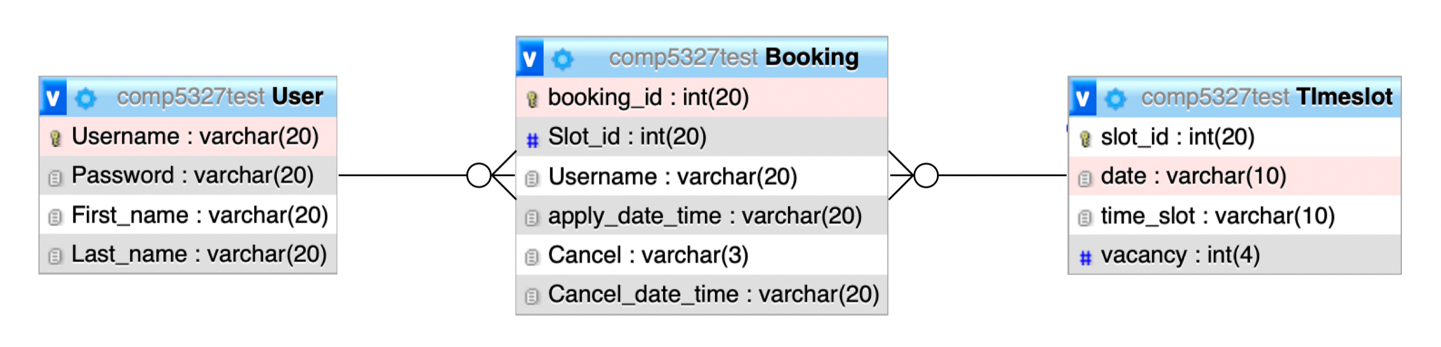 v comp5327test User
Username : varchar(20)
Password : varchar(20)
First_name : varchar(20)
Last_name : varchar(20)
v comp5327test Booking
booking_id : int(20)
# Slot_id : int(20)
Username : varchar(20)
apply_date_time : varchar(20)
Cancel : varchar(3)
Cancel_date_time : varchar(20)
v comp5327test TImeslot
slot_id : int(20)
date : varchar(10)
time_slot : varchar(10)
# vacancy : int(4)